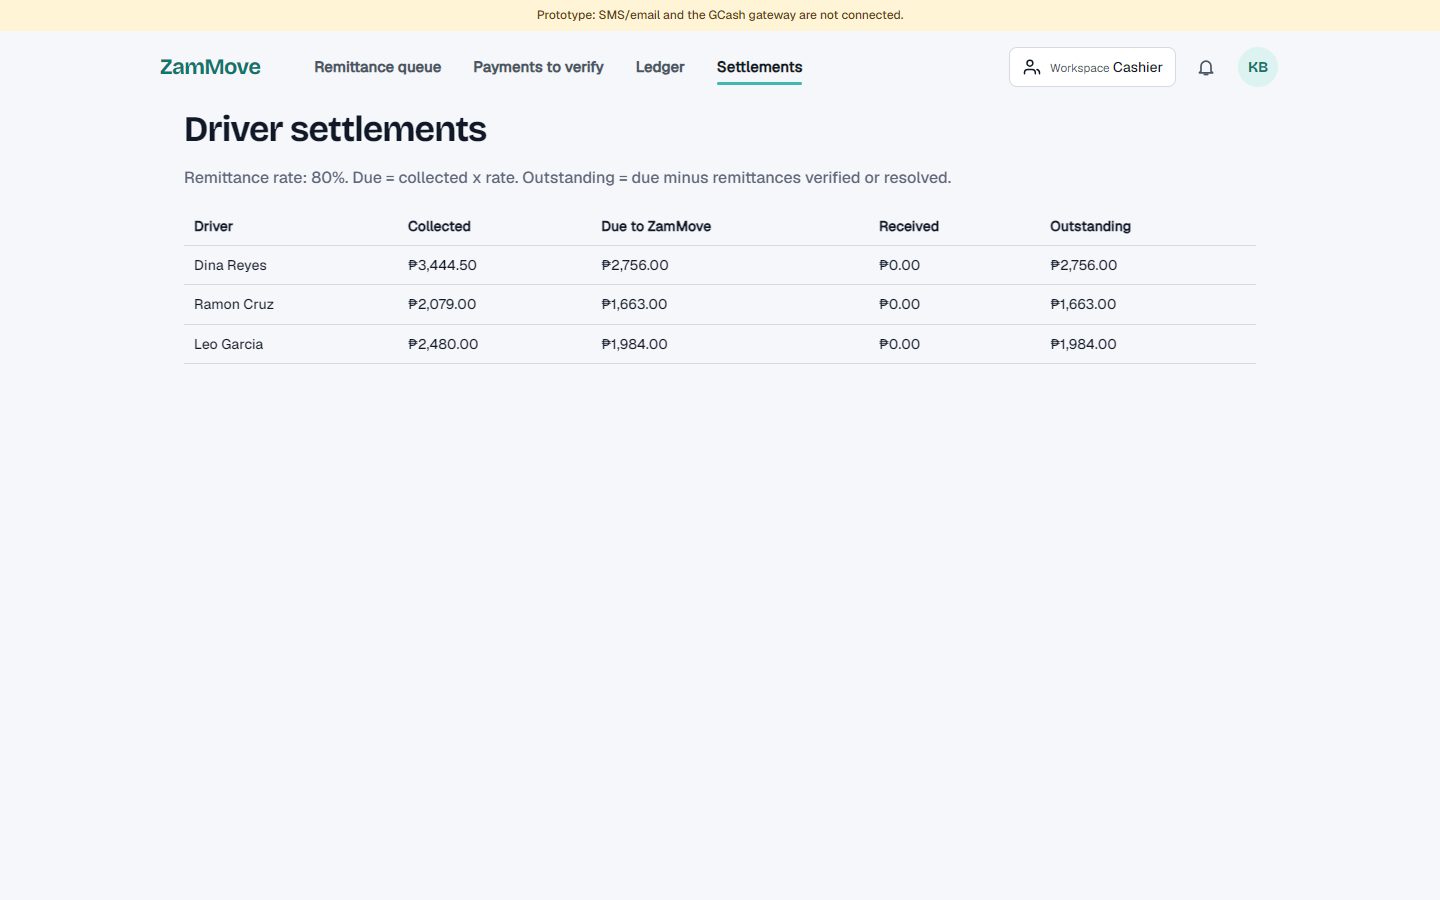 Prototype: SMS/email and the GCash gateway are not connected.
ZamMove Remittance queue Payments to verify Ledger Settlements Workspace Cashier KB
Driver settlements
Remittance rate: 80%. Due = collected x rate. Outstanding = due minus remittances verified or resolved.
Driver Collected Due to ZamMove Received Outstanding
Dina Reyes ₱3,444.50 ₱2,756.00 ₱0.00 ₱2,756.00
Ramon Cruz ₱2,079.00 ₱1,663.00 ₱0.00 ₱1,663.00
Leo Garcia ₱2,480.00 ₱1,984.00 ₱0.00 ₱1,984.00